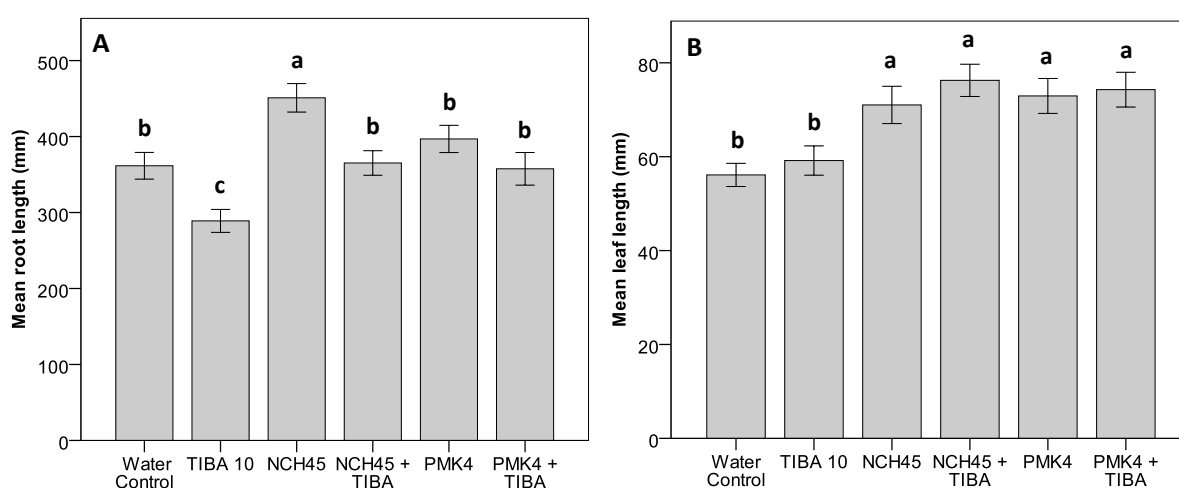 A
Mean root length (mm)
500
400
300
200
100
0
b
c
a
b
b
b
Water
Control
TIBA 10
NCH45
NCH45 +
TIBA
PMK4
PMK4 +
TIBA
B
Mean leaf length (mm)
80
60
40
20
0
b
b
a
a
a
a
Water
Control
TIBA 10
NCH45
NCH45 +
TIBA
PMK4
PMK4 +
TIBA